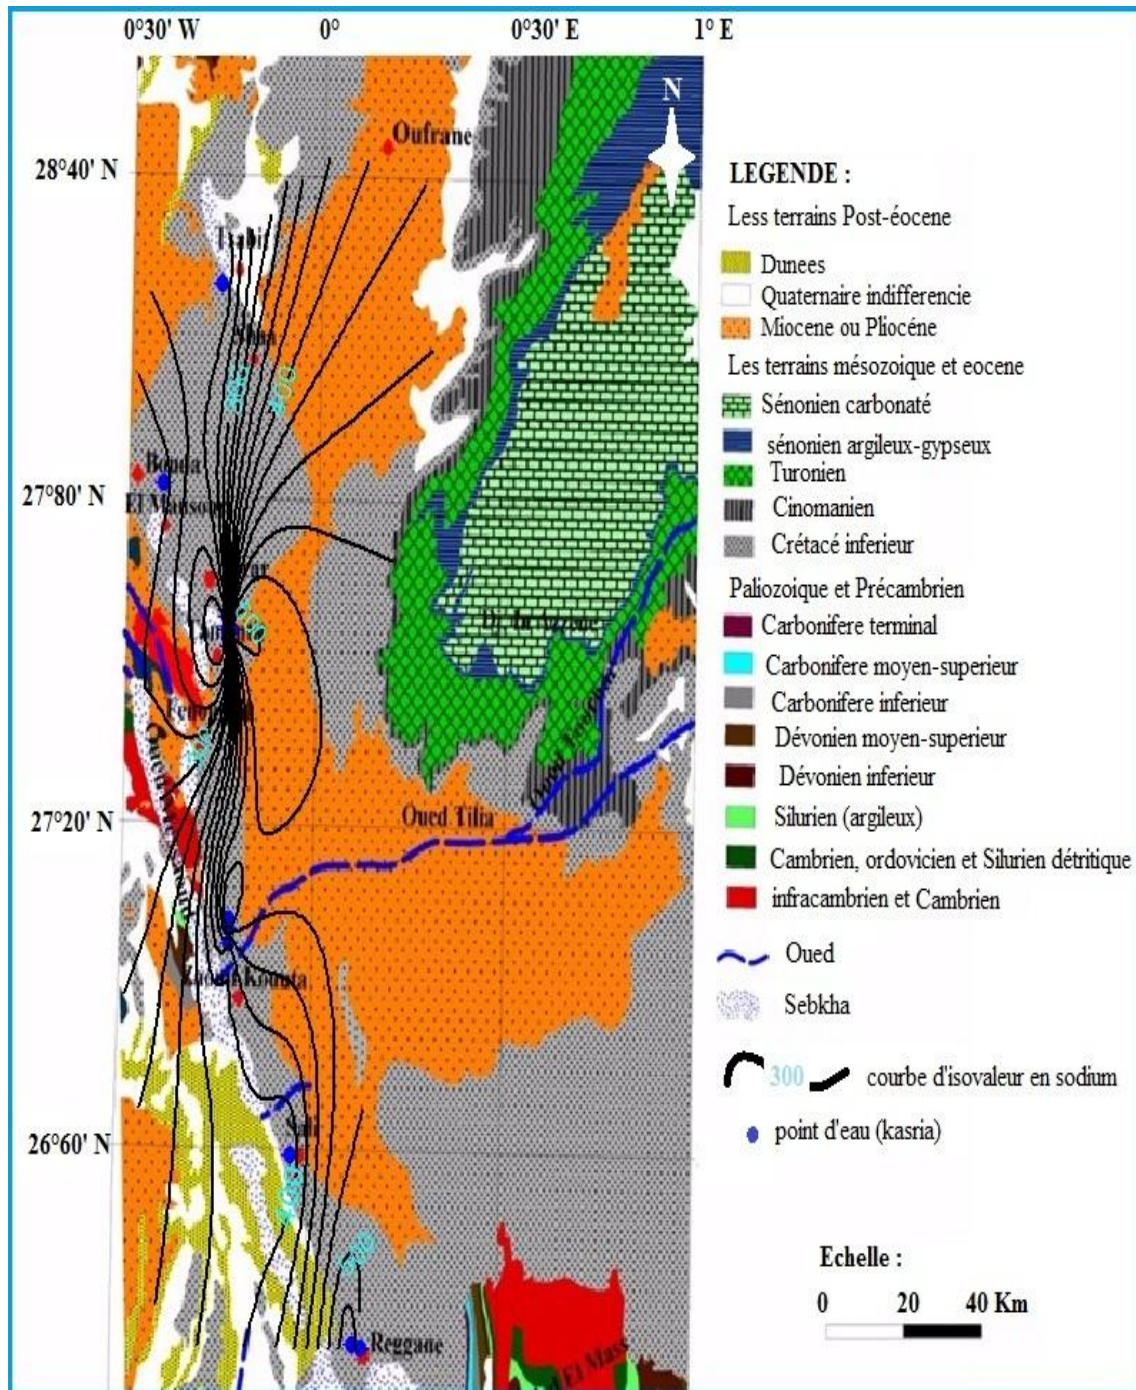 0°30' W 0° 0°30' E 1° E
N
Oufrane
28°40' N
27°80' N
27°20' N
26°60' N
400
Oued Tilia
Sali
400
Reggane
El Mass
LEGENDE :
Less terrains Post-éocene
Dunees
Quaternaire indifferencie
Miocene ou Pliocéne
Les terrains mésozoique et eocene
Sénonien carbonaté
sénonien argileux-gypseux
Turonien
Cinomanien
Crétacé inferieur
Paliozoique et Précambrien
Carbonifere terminal
Carbonifere moyen-superieur
Carbonifere inferieur
Dévonien moyen-superieur
Dévonien inferieur
Silurien (argileux)
Cambrien, ordovicien et Silurien détritique
infracambrien et Cambrien
Oued
Sebkha
300 courbe d'isovaleur en sodium
point d'eau (kasria)
Echelle :
0 20 40 Km